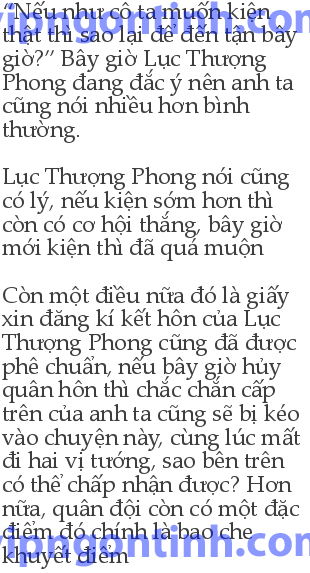 “Nếu như cô ta muốn kiện
thật thì sao lại để đến tận bây
giờ?” Bây giờ Lục Thượng
Phong đang đắc ý nên anh ta
cũng nói nhiều hơn bình
thường.
Lục Thượng Phong nói cũng
có lý, nếu kiện sớm hơn thì
còn có cơ hội thắng, bây giờ
mới kiện thì đã quá muộn
Còn một điều nữa đó là giấy
xin đăng kí kết hôn của Lục
Thượng Phong cũng đã được
phê chuẩn, nếu bây giờ hủy
quân hôn thì chắc chắn cấp
trên của anh ta cũng sẽ bị kéo
vào chuyện này, cùng lúc mất
đi hai vị tướng, sao bên trên
có thể chấp nhận được? Hơn
nữa, quân đội còn có một đặc
điểm đó chính là bao che
khuyết điểm
vipngontinh.com
vipngontinh.com